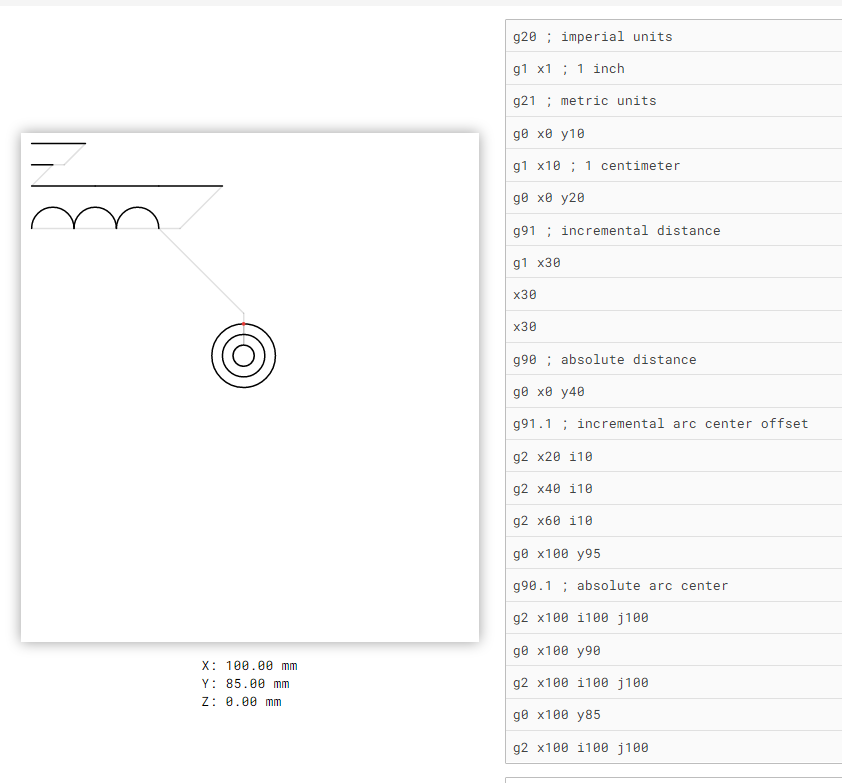 g20 ; imperial units
g1 x1 ; 1 inch
g21 ; metric units
g0 x0 y10
g1 x10 ; 1 centimeter
g0 x0 y20
g91 ; incremental distance
g1 x30
x30
x30
g90 ; absolute distance
g0 x0 y40
g91.1 ; incremental arc center offset
g2 x20 i10
g2 x40 i10
g2 x60 i10
g0 x100 y95
g90.1 ; absolute arc center
g2 x100 i100 j100
g0 x100 y90
g2 x100 i100 j100
g0 x100 y85
g2 x100 i100 j100
X: 100.00 mm
Y: 85.00 mm
Z: 0.00 mm